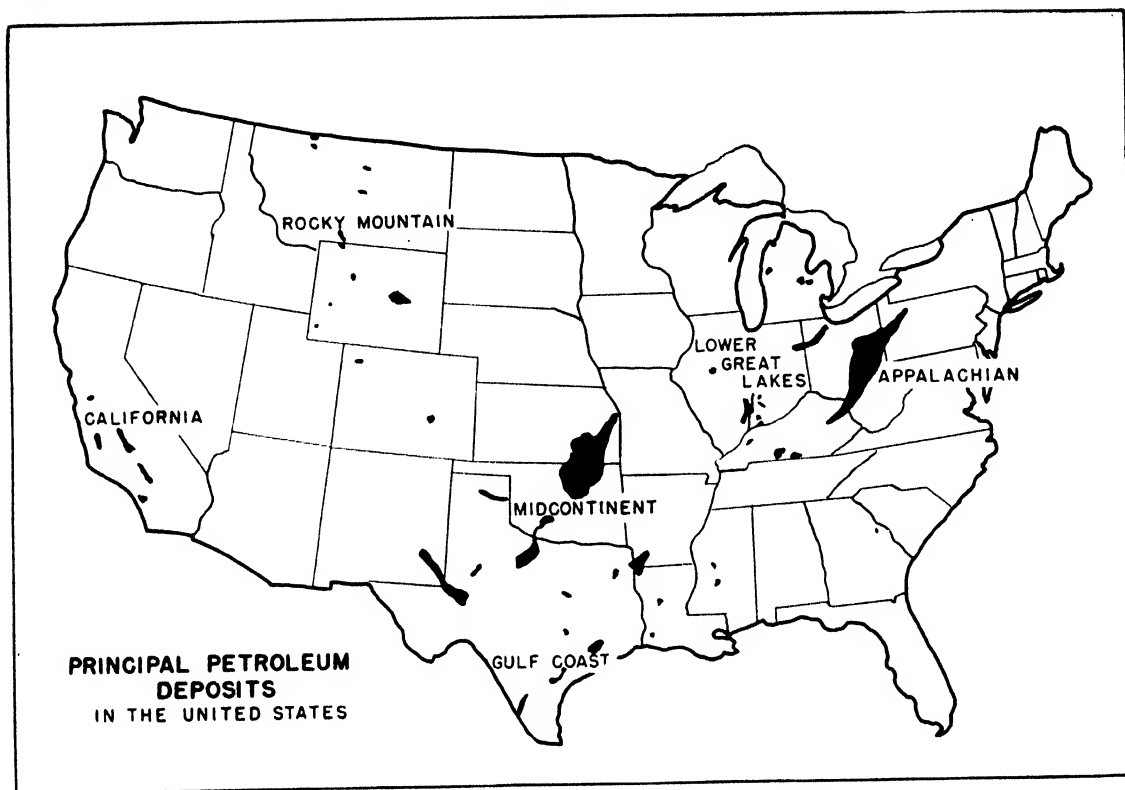 ROCKY MOUNTAIN
LOWER
GREAT
LAKES
APPALACHIAN
CALIFORNIA
MIDCONTINENT
GULF COAST
PRINCIPAL PETROLEUM
DEPOSITS
IN THE UNITED STATES